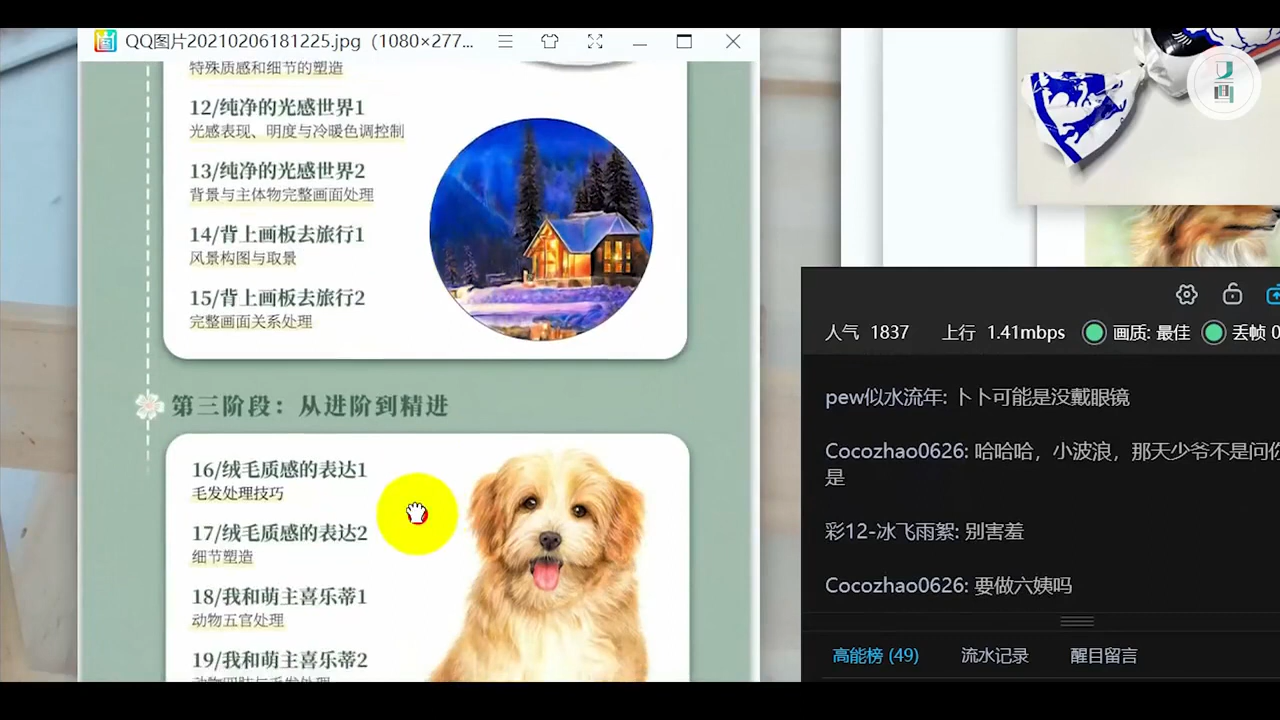 QQ图片20210206181225.jpg（1080×277...
特殊质感和细节的塑造
12/纯净的光感世界1
光感表现、明度与冷暖色调控制
13/纯净的光感世界2
背景与主体物完整画面处理
14/背上画板去旅行1
风景构图与取景
15/背上画板去旅行2
完整画面关系处理
第三阶段：从进阶到精进
16/绒毛质感的表达1
毛发处理技巧
17/绒毛质感的表达2
细节塑造
18/我和萌主喜乐蒂1
动物五官处理
19/我和萌主喜乐蒂2
人气 1837 上行 1.41mbps 画质: 最佳 丢帧 0
pew似水流年: 卜卜可能是没戴眼镜
Cocozhao0626: 哈哈哈，小波浪，那天少爷不是问你
是
彩12-冰飞雨絮: 别害羞
Cocozhao0626: 要做六姨吗
高能榜 (49) 流水记录 醒目留言